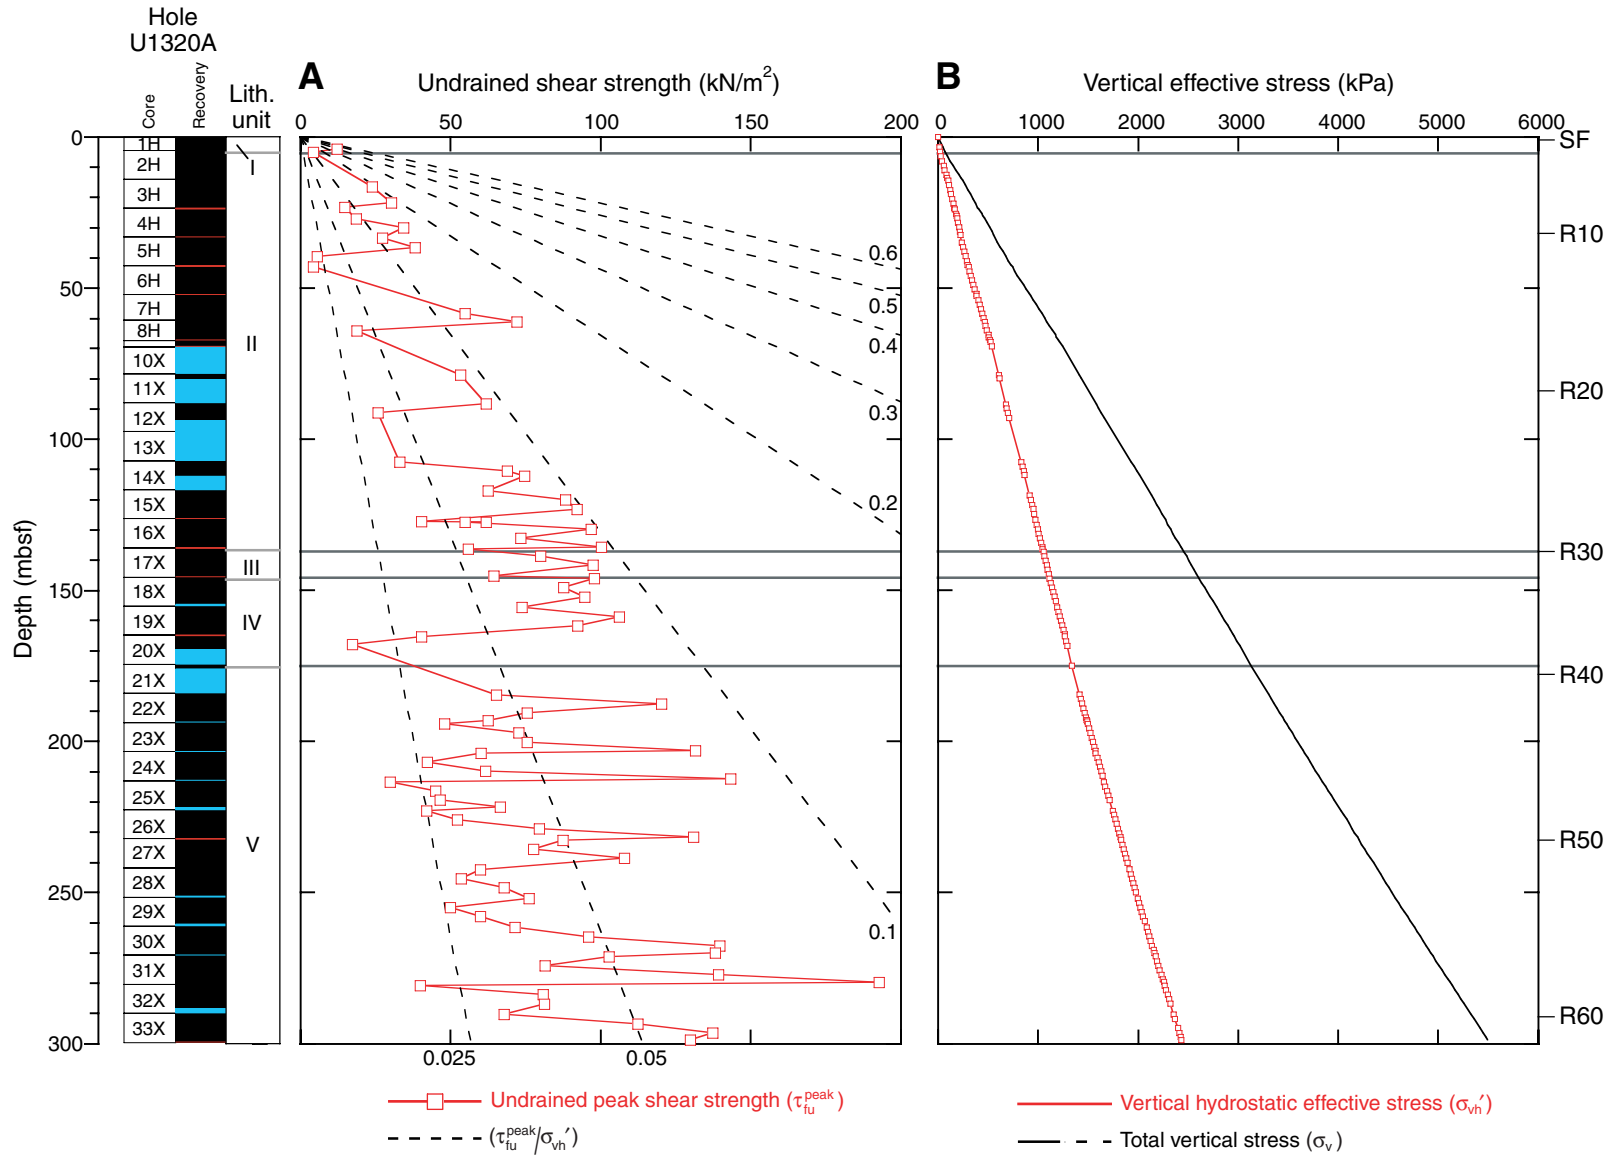 Hole
U1320A
Core
Recovery
Lith.
unit
A
Undrained shear strength (kN/m²)
0 50 100 150 200
B
Vertical effective stress (kPa)
0 1000 2000 3000 4000 5000 6000
Depth (mbsf)
0
50
100
150
200
250
300
1H
2H
3H
4H
5H
6H
7H
8H
10X
11X
12X
13X
14X
15X
16X
17X
18X
19X
20X
21X
22X
23X
24X
25X
26X
27X
28X
29X
30X
31X
32X
33X
I
II
III
IV
V
0.6
0.5
0.4
0.3
0.2
0.1
0.025 0.05
SF
R10
R20
R30
R40
R50
R60
Undrained peak shear strength (τfu^peak)
(τfu^peak/σvh′)
Vertical hydrostatic effective stress (σvh′)
Total vertical stress (σv)